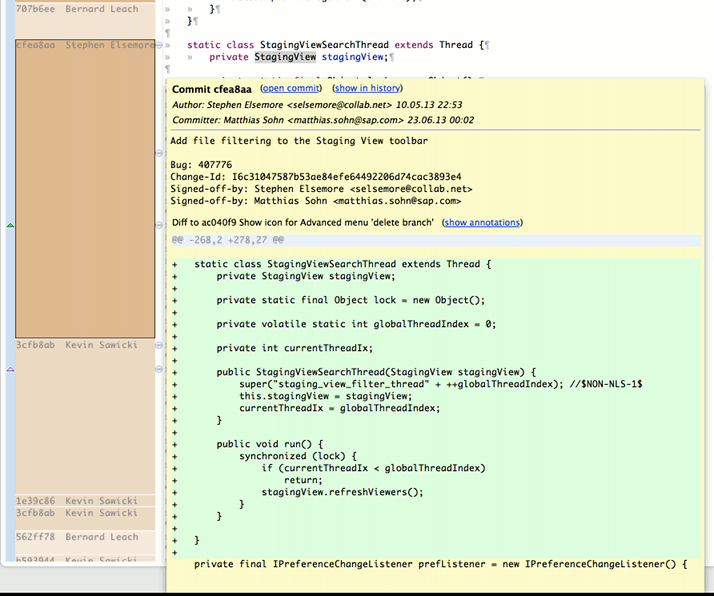 707b6ee Bernard Leach
}
}
cfea8aa Stephen Elsemore
static class StagingViewSearchThread extends Thread {
private StagingView stagingView;
Commit cfea8aa (open commit) (show in history)
Author: Stephen Elsemore <selsemore@collab.net> 10.05.13 22:53
Committer: Matthias Sohn <matthias.sohn@sap.com> 23.06.13 00:02
Add file filtering to the Staging View toolbar
Bug: 407776
Change-Id: I6c31047587b53ae84efe64492206d74cac3893e4
Signed-off-by: Stephen Elsemore <selsemore@collab.net>
Signed-off-by: Matthias Sohn <matthias.sohn@sap.com>
Diff to ac040f9 Show icon for Advanced menu 'delete branch' (show annotations)
@@ -268,2 +278,27 @@
+ static class StagingViewSearchThread extends Thread {
+ private StagingView stagingView;
+
+ private static final Object lock = new Object();
+
+ private volatile static int globalThreadIndex = 0;
+
+ private int currentThreadIx;
+
+ public StagingViewSearchThread(StagingView stagingView) {
+ super("staging_view_filter_thread" + ++globalThreadIndex); //$NON-NLS-1$
+ this.stagingView = stagingView;
+ currentThreadIx = globalThreadIndex;
+ }
+
+ public void run() {
+ synchronized (lock) {
+ if (currentThreadIx < globalThreadIndex)
+ return;
+ stagingView.refreshViewers();
+ }
+ }
+
+ }
+
private final IPreferenceChangeListener prefListener = new IPreferenceChangeListener() {
3cfb8ab Kevin Sawicki
1e39c86 Kevin Sawicki
3cfb8ab Kevin Sawicki
562ff78 Bernard Leach
b593944 Kevin Sawicki